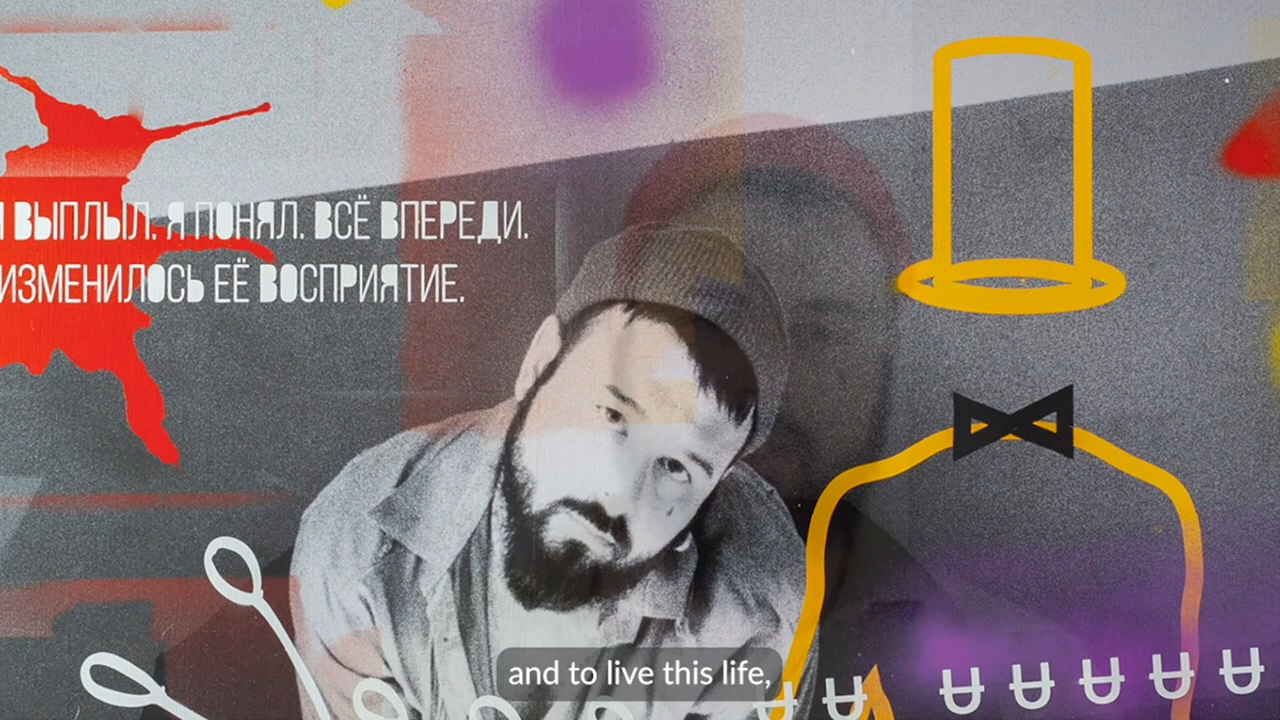 ВЫПЛЫЛ. Я ПОНЯЛ. ВСЁ ВПЕРЕДИ.
ИЗМЕНИЛОСЬ ЕЁ ВОСПРИЯТИЕ.
and to live this life,